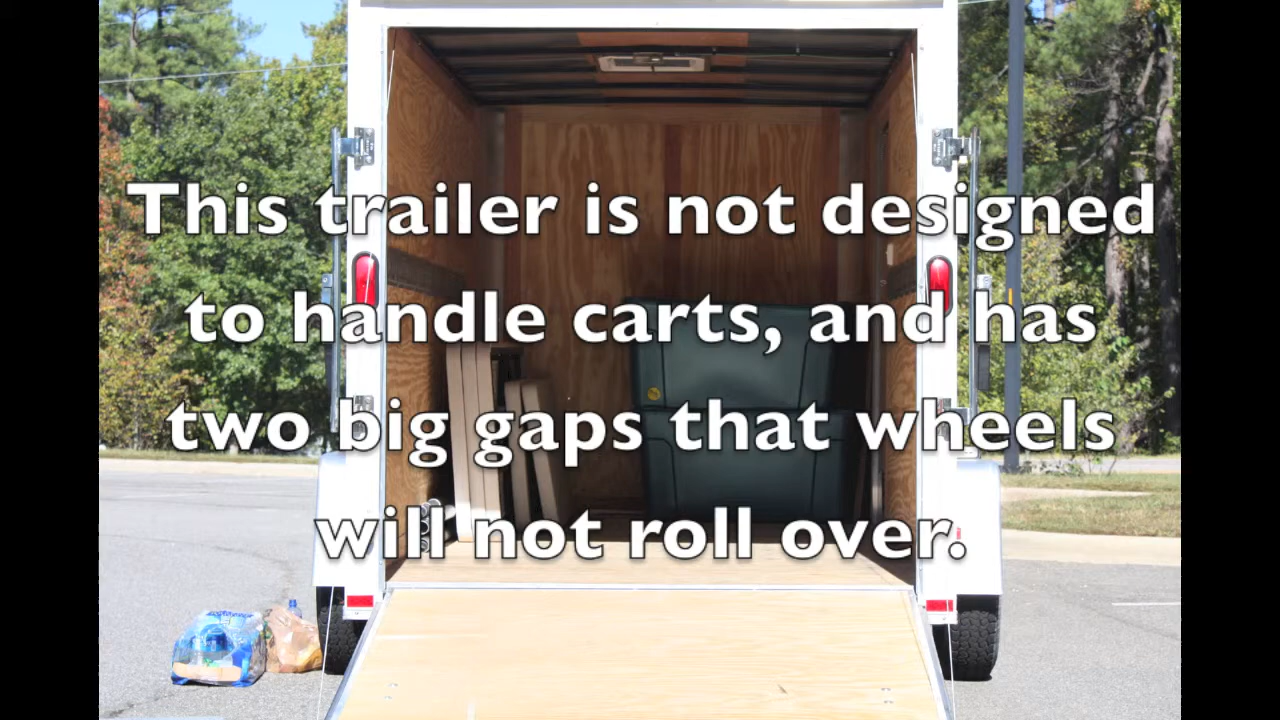 This trailer is not designed
to handle carts, and has
two big gaps that wheels
will not roll over.